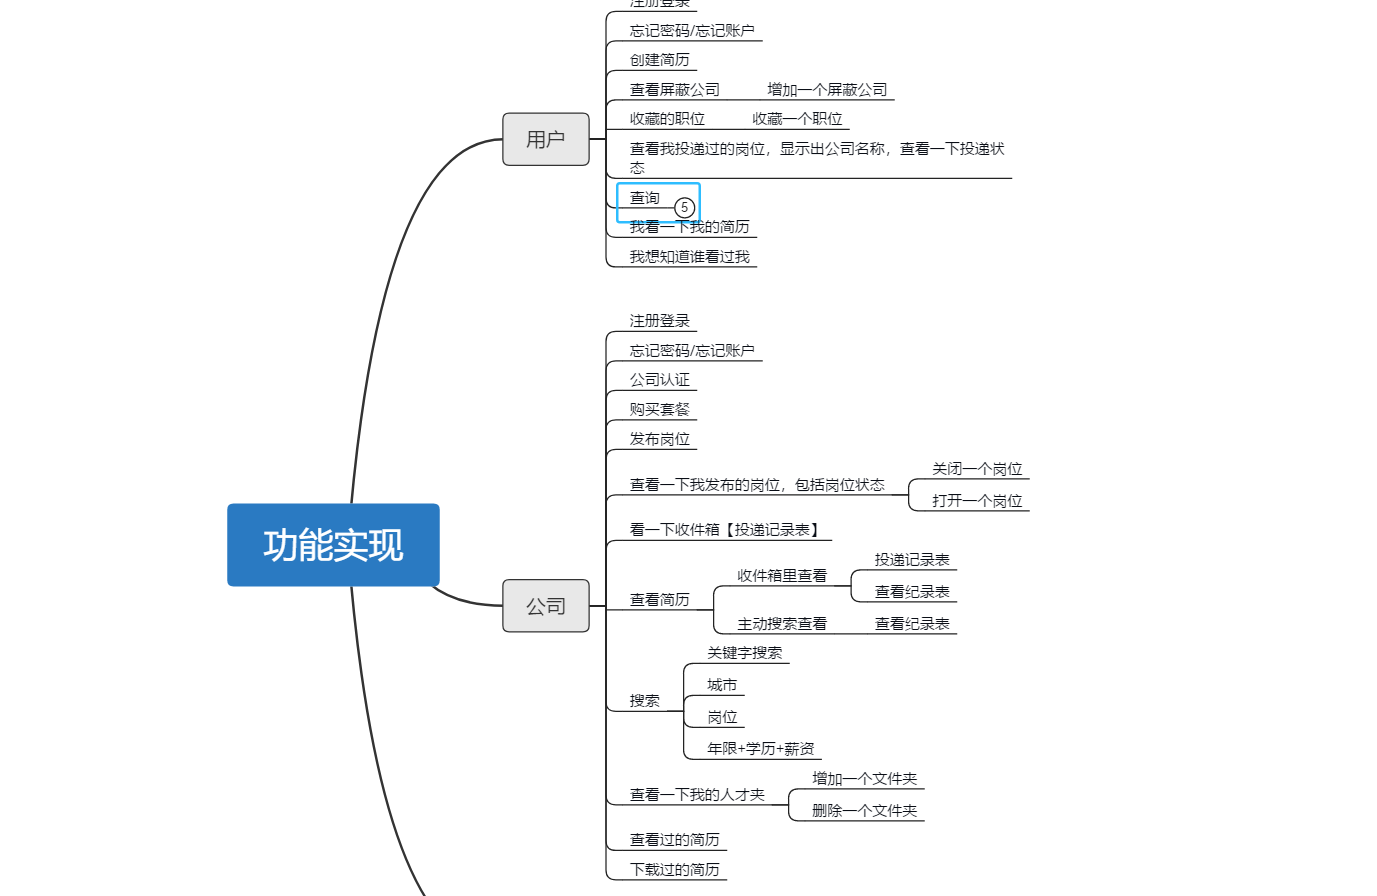 注册登录
忘记密码/忘记账户
创建简历
查看屏蔽公司
增加一个屏蔽公司
收藏的职位
收藏一个职位
用户
查看我投递过的岗位，显示出公司名称，查看一下投递状
态
查询
5
我看一下我的简历
我想知道谁看过我
注册登录
忘记密码/忘记账户
公司认证
购买套餐
发布岗位
查看一下我发布的岗位，包括岗位状态
关闭一个岗位
打开一个岗位
功能实现
看一下收件箱【投递记录表】
公司
查看简历
收件箱里查看
投递记录表
查看纪录表
主动搜索查看
查看纪录表
搜索
关键字搜索
城市
岗位
年限+学历+薪资
查看一下我的人才夹
增加一个文件夹
删除一个文件夹
查看过的简历
下载过的简历